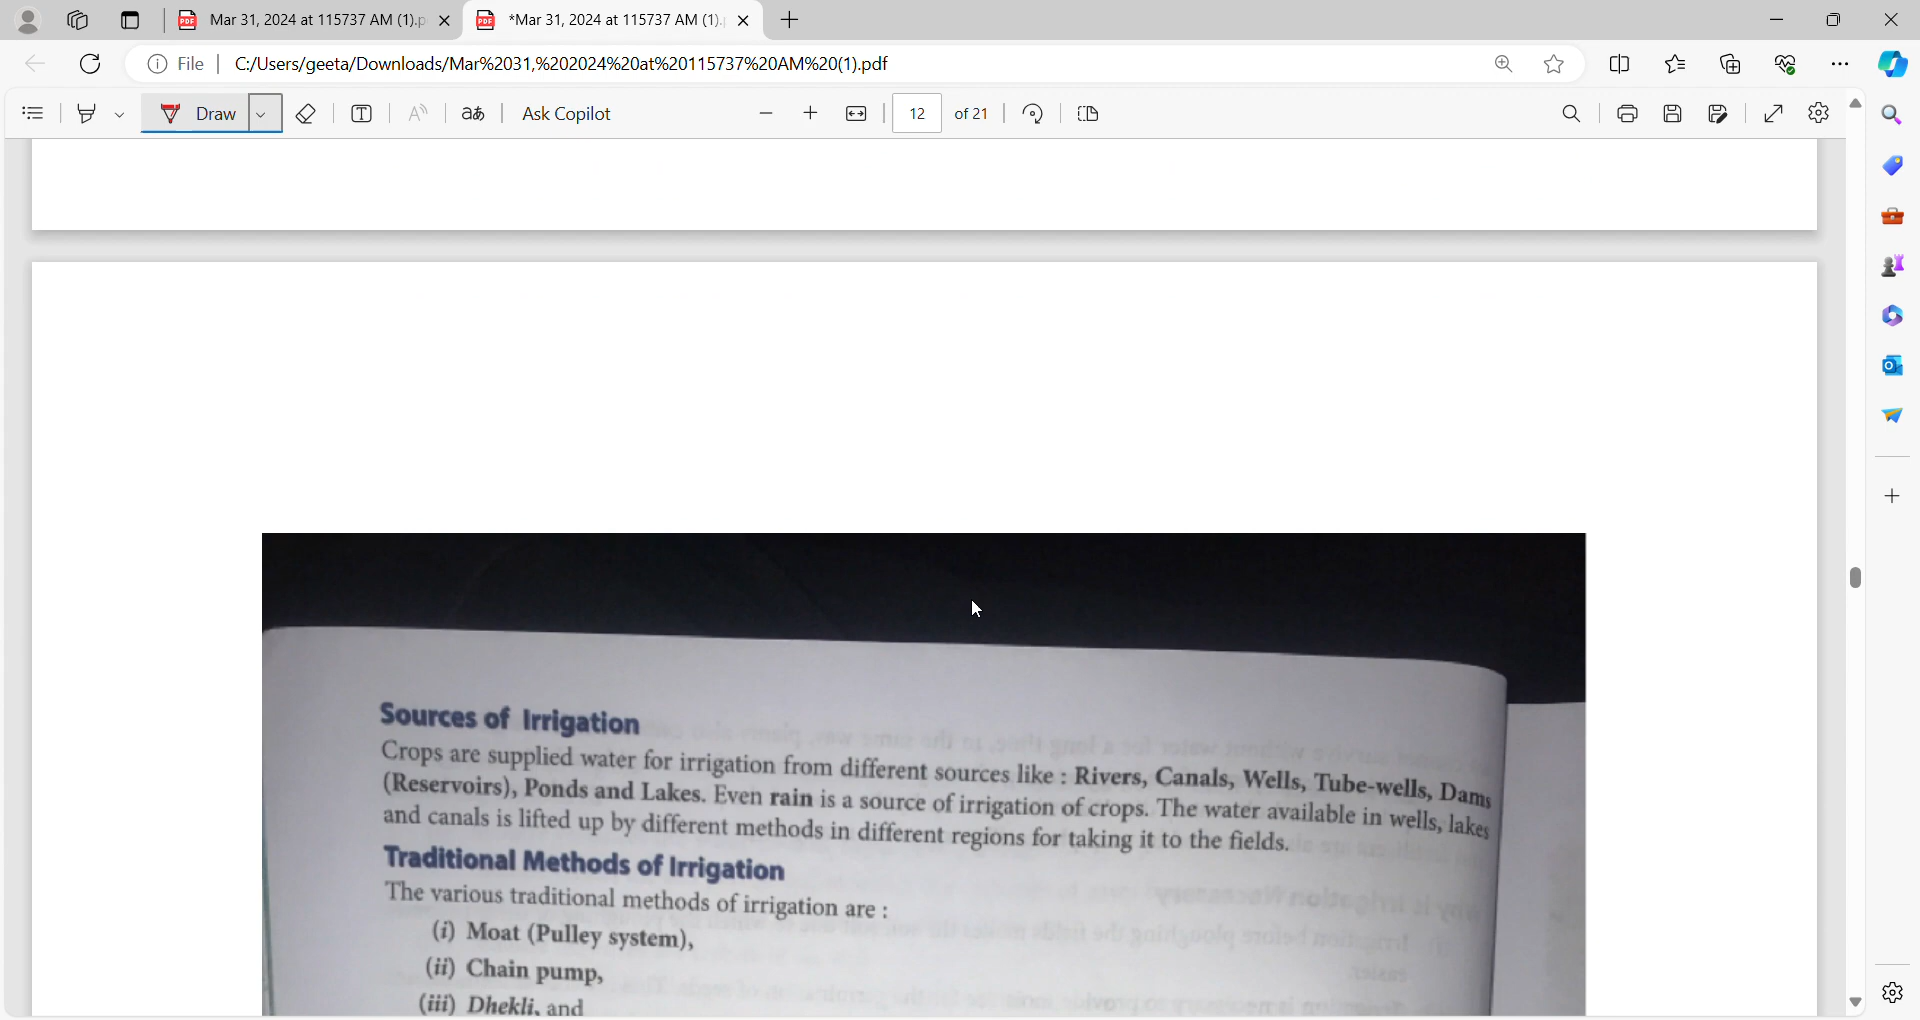 Mar 31, 2024 at 115737 AM (1).p
*Mar 31, 2024 at 115737 AM (1).
File
C:/Users/geeta/Downloads/Mar%2031,%202024%20at%20115737%20AM%20(1).pdf
Draw
Ask Copilot
12 of 21
Sources of Irrigation
Crops are supplied water for irrigation from different sources like : Rivers, Canals, Wells, Tube-wells, Dams
(Reservoirs), Ponds and Lakes. Even rain is a source of irrigation of crops. The water available in wells, lakes
and canals is lifted up by different methods in different regions for taking it to the fields.
Traditional Methods of Irrigation
The various traditional methods of irrigation are :
(i) Moat (Pulley system),
(ii) Chain pump,
(iii) Dhekli, and